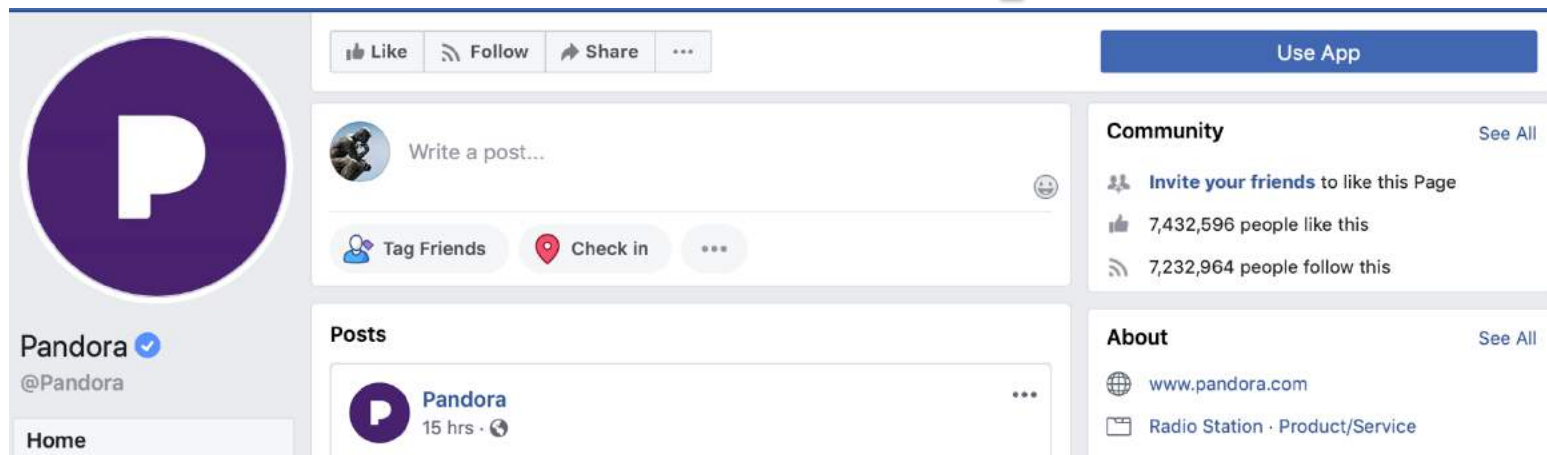 Like Follow Share ...
Use App
P
Write a post...
Tag Friends Check in ...
Community See All
Invite your friends to like this Page
7,432,596 people like this
7,232,964 people follow this
Pandora
@Pandora
Home
Posts
P
Pandora ...
15 hrs ·
About See All
www.pandora.com
Radio Station · Product/Service